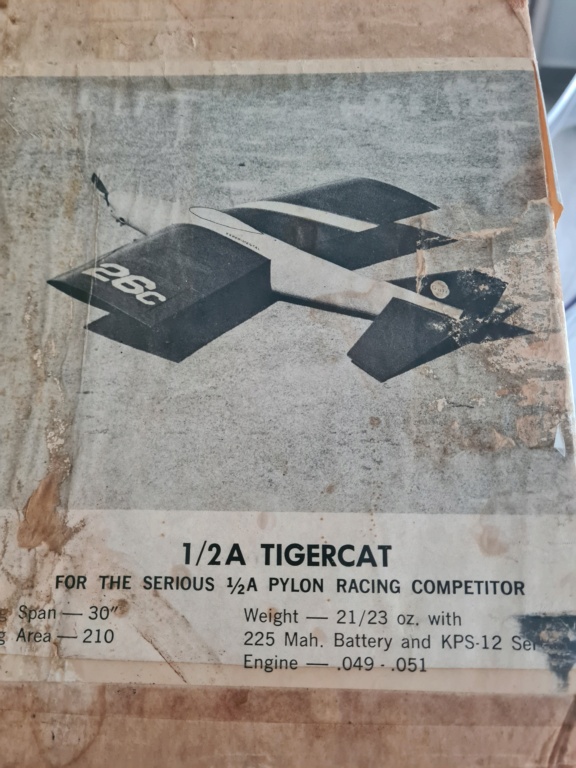 26c
1/2A TIGERCAT
FOR THE SERIOUS ½A PYLON RACING COMPETITOR
Span — 30"
Area — 210
Weight — 21/23 oz. with
225 Mah. Battery and KPS-12
Engine — .049 - .051